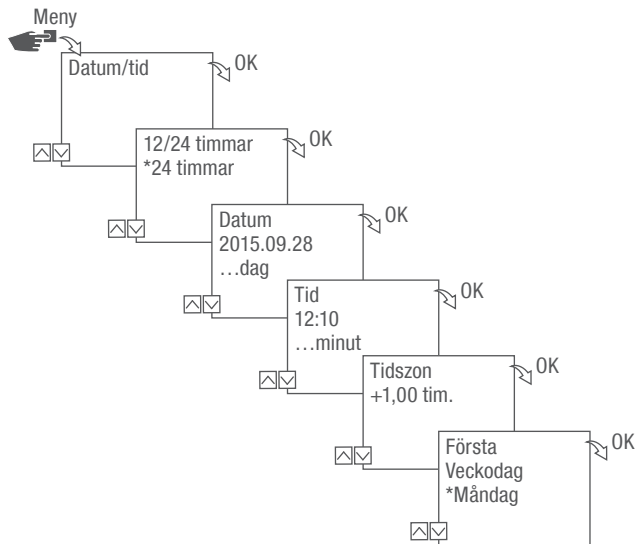 Meny
Datum/tid
OK
12/24 timmar
*24 timmar
OK
Datum
2015.09.28
…dag
OK
Tid
12:10
…minut
OK
Tidszon
+1,00 tim.
OK
Första
Veckodag
*Måndag
OK